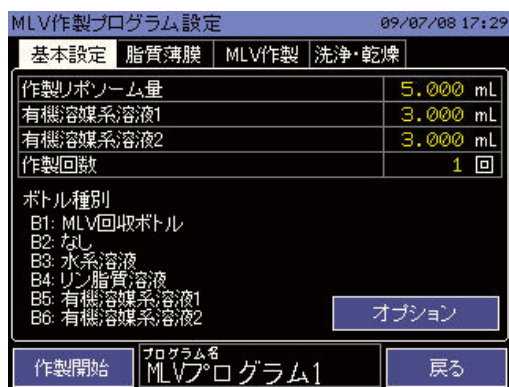 MLV作製プログラム設定 09/07/08 17:29
基本設定 脂質薄膜 MLV作製 洗浄・乾燥
作製リポソーム量 5.000 mL
有機溶媒系溶液1 3.000 mL
有機溶媒系溶液2 3.000 mL
作製回数 1 回
ボトル種別
B1: MLV回収ボトル
B2: なし
B3: 水系溶液
B4: リン脂質溶液
B5: 有機溶媒系溶液1
B6: 有機溶媒系溶液2
オプション
プログラム名
作製開始 MLVプログラム1 戻る